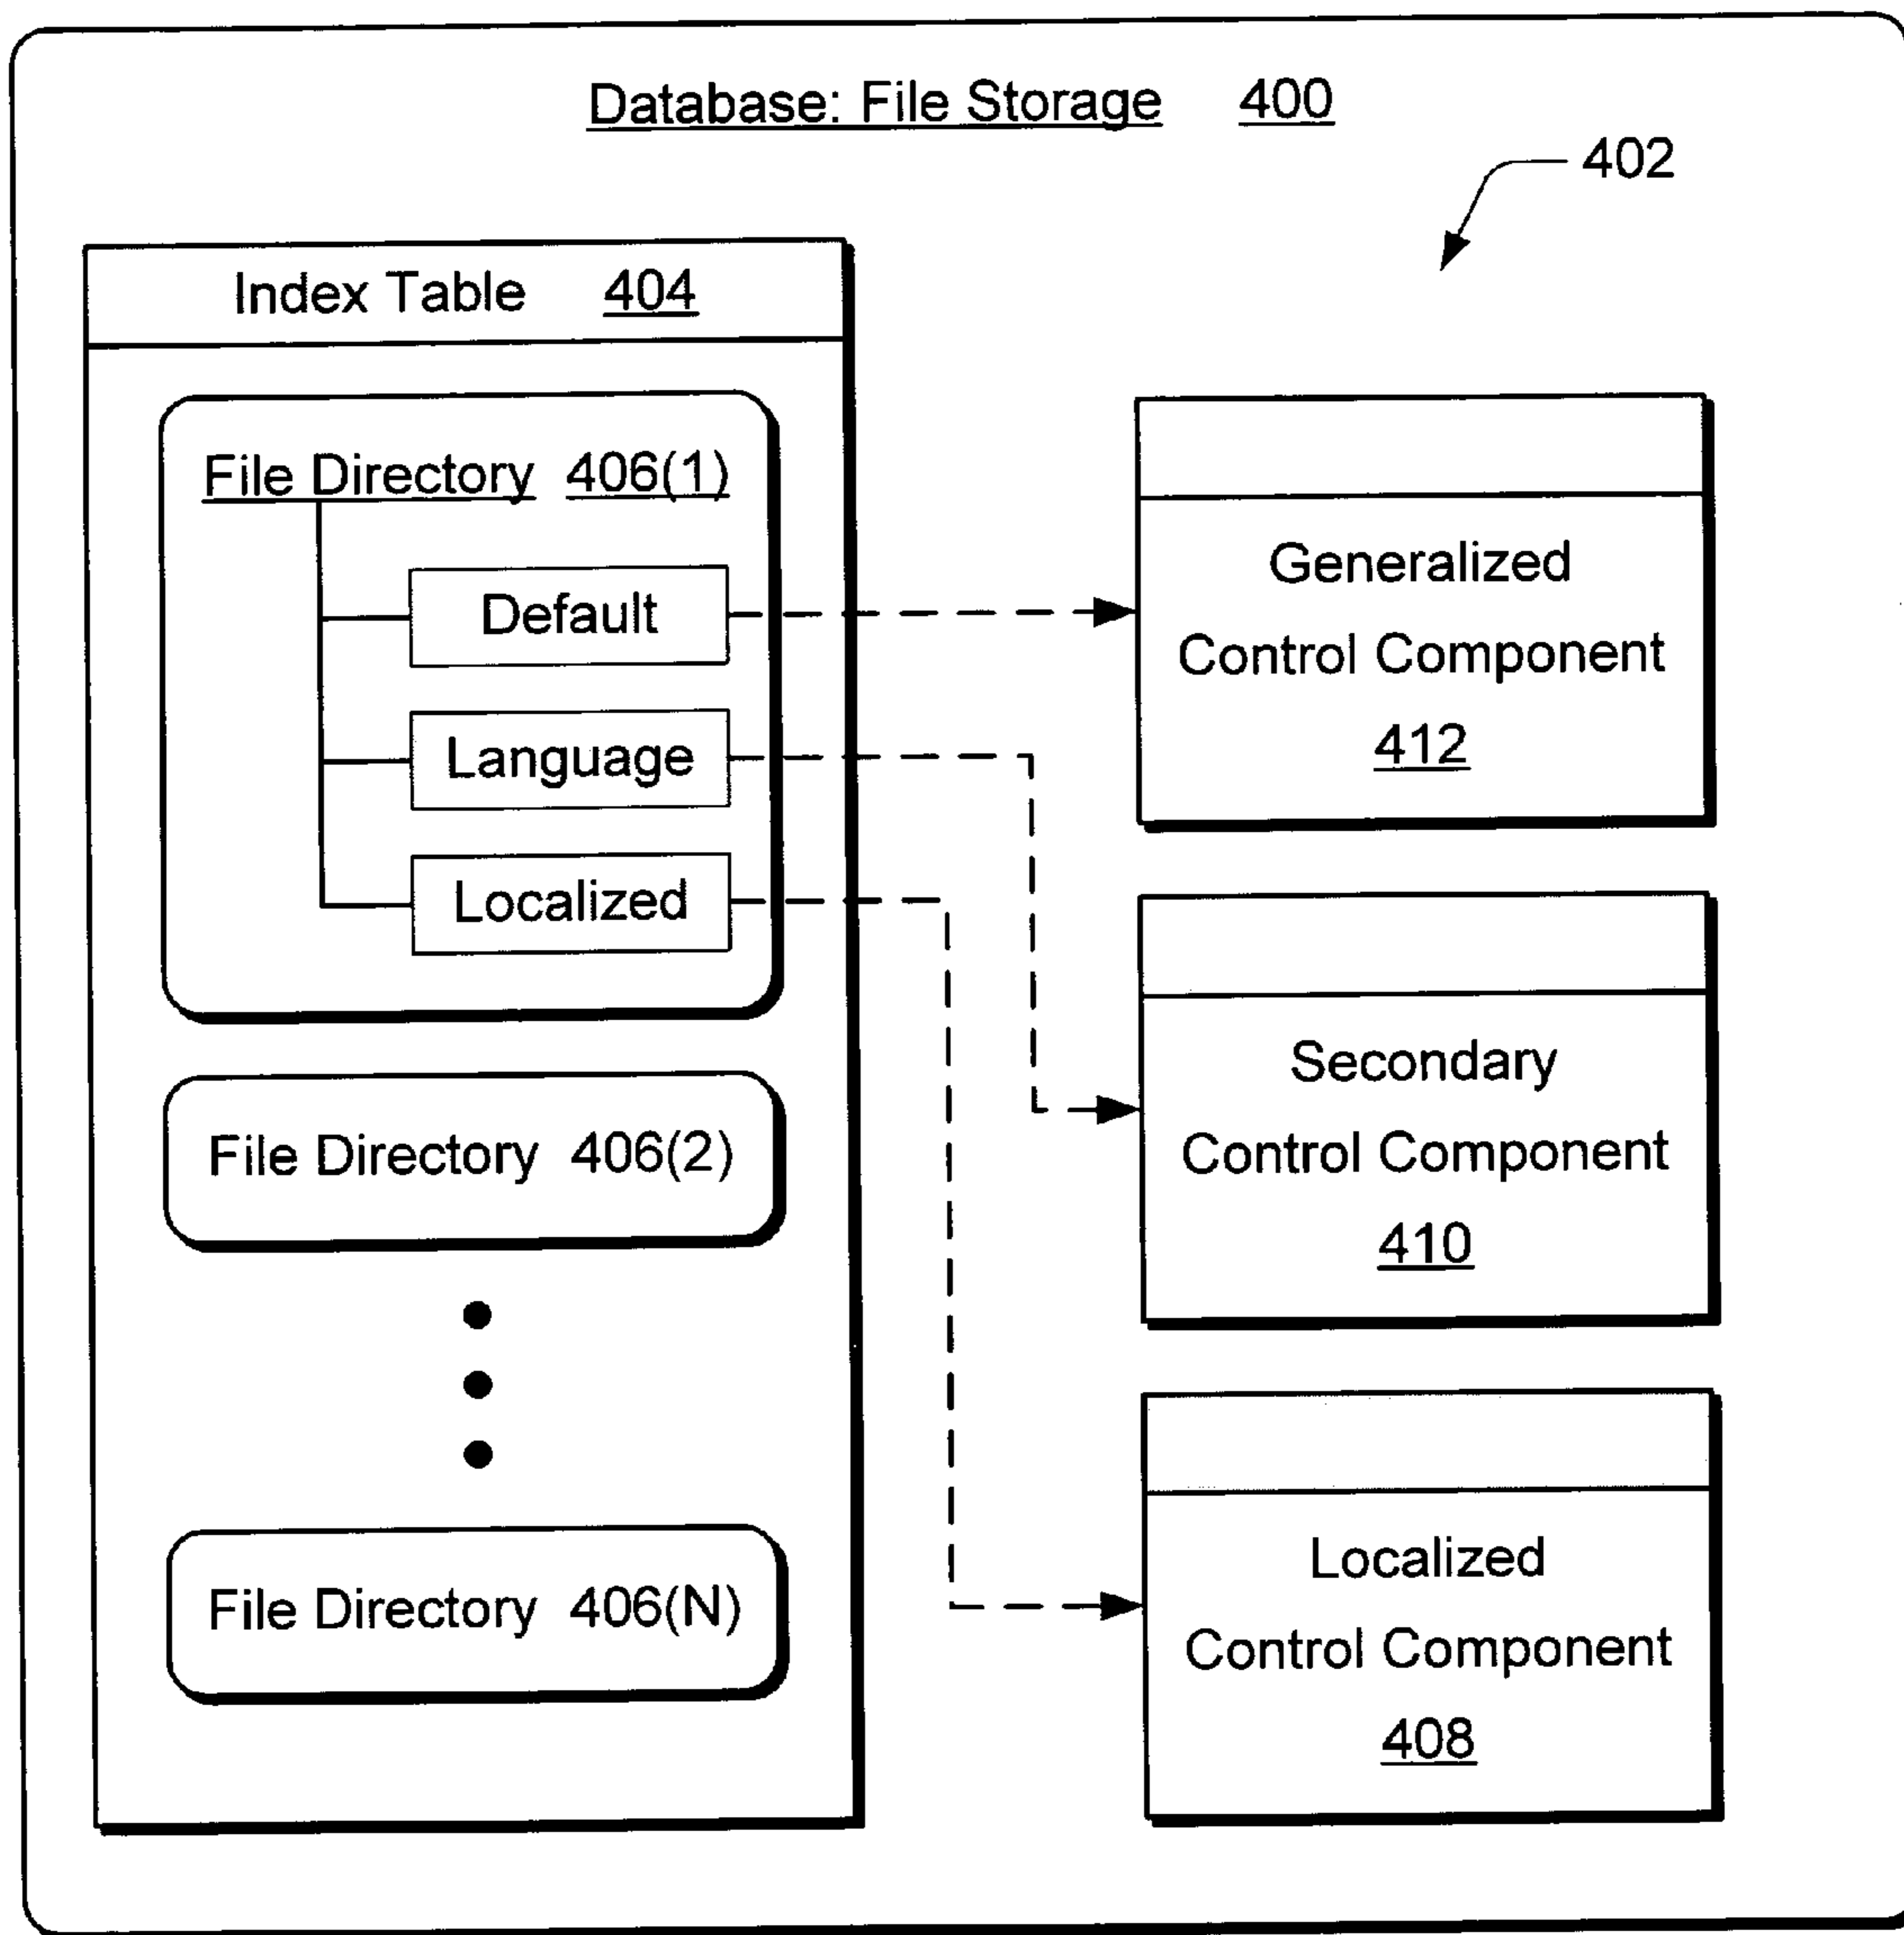 Database: File Storage 400
402
Index Table 404
File Directory 406(1)
Default
Language
Localized
File Directory 406(2)
File Directory 406(N)
Generalized
Control Component
412
Secondary
Control Component
410
Localized
Control Component
408